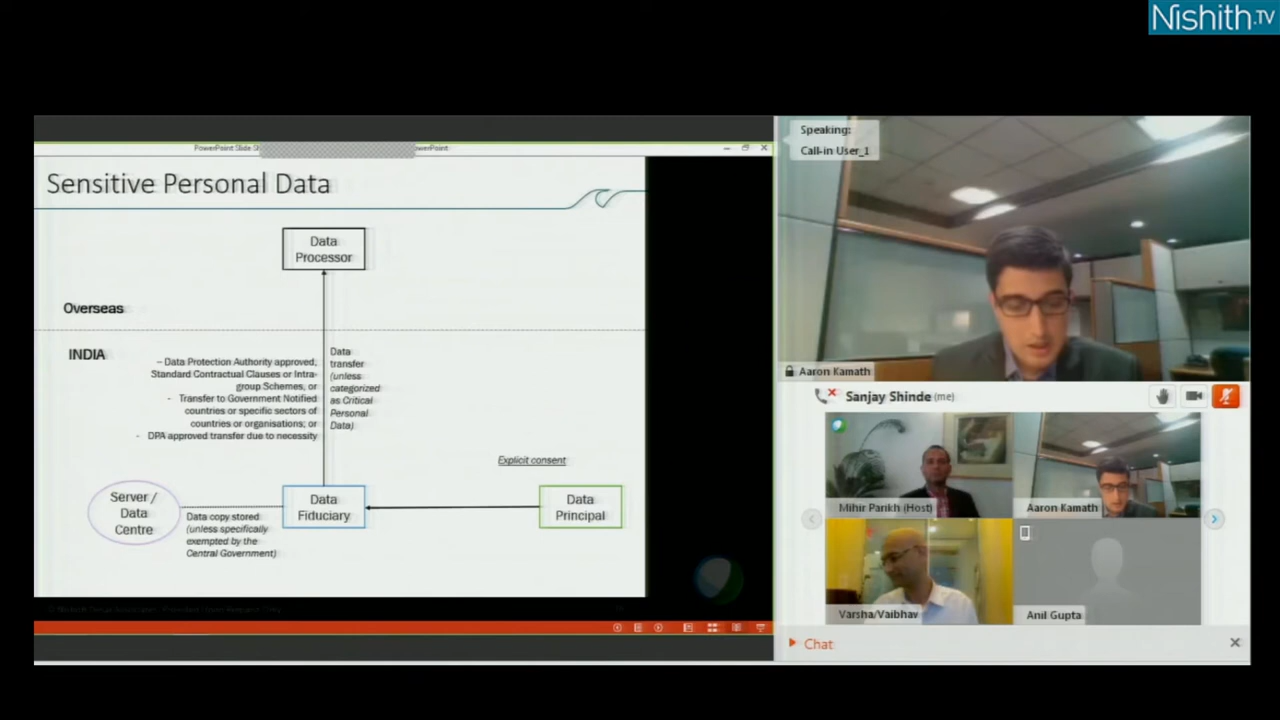 Nishith.TV
PowerPoint Slide Sh
owerPoint
Sensitive Personal Data
Data
Processor
Overseas
INDIA
– Data Protection Authority approved;
Standard Contractual Clauses or Intra-
group Schemes, or
- Transfer to Government Notified
countries or specific sectors of
countries or organisations; or
- DPA approved transfer due to necessity
Data
transfer
(unless
categorized
as Critical
Personal
Data)
Explicit consent
Server /
Data
Centre
Data copy stored
(unless specifically
exempted by the
Central Government)
Data
Fiduciary
Data
Principal
Speaking:
Call-in User_1
Aaron Kamath
Sanjay Shinde (me)
Mihir Parikh (Host)
Aaron Kamath
Varsha/Vaibhav
Anil Gupta
Chat